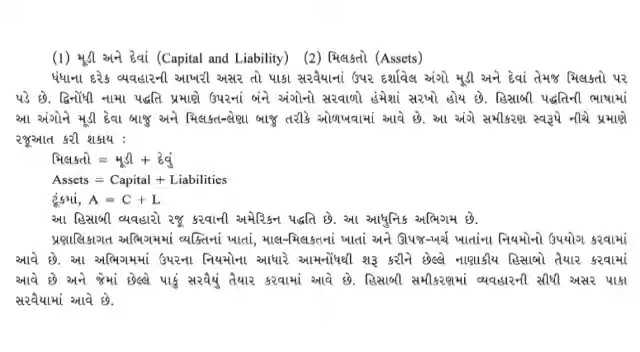 (1) મૂડી અને દેવાં (Capital and Liability) (2) મિલકતો (Assets)
ધંધાના દરેક વ્યવહારની આખરી અસર તો પાકા સરવૈયાનાં ઉપર દર્શાવેલ અંગો મૂડી અને દેવાં તેમજ મિલકતો પર
પડે છે. દ્વિનોંધી નામા પદ્ધતિ પ્રમાણે ઉપરનાં બંને અંગોનો સરવાળો હંમેશાં સરખો હોય છે. હિસાબી પદ્ધતિની ભાષામાં
આ અંગોને મૂડી દેવા બાજુ અને મિલકત-લેણા બાજુ તરીકે ઓળખવામાં આવે છે. આ અંગે સમીકરણ સ્વરૂપે નીચે પ્રમાણે
રજૂઆત કરી શકાય :
મિલકતો = મૂડી + દેવું
Assets = Capital + Liabilities
ટૂંકમાં, A = C + L
આ હિસાબી વ્યવહારો રજૂ કરવાની અમેરિકન પદ્ધતિ છે. આ આધુનિક અભિગમ છે.
પ્રણાલિકાગત અભિગમમાં વ્યક્તિનાં ખાતાં, માલ-મિલકતનાં ખાતાં અને ઊપજ-ખર્ચ ખાતાંના નિયમોનો ઉપયોગ કરવામાં
આવે છે. આ અભિગમમાં ઉપરના નિયમોના આધારે આમનોંધથી શરૂ કરીને છેલ્લે નાણાકીય હિસાબો તૈયાર કરવામાં
આવે છે અને જેમાં છેલ્લે પાકું સરવૈયું તૈયાર કરવામાં આવે છે. હિસાબી સમીકરણમાં વ્યવહારની સીધી અસર પાકા
સરવૈયામાં આવે છે.